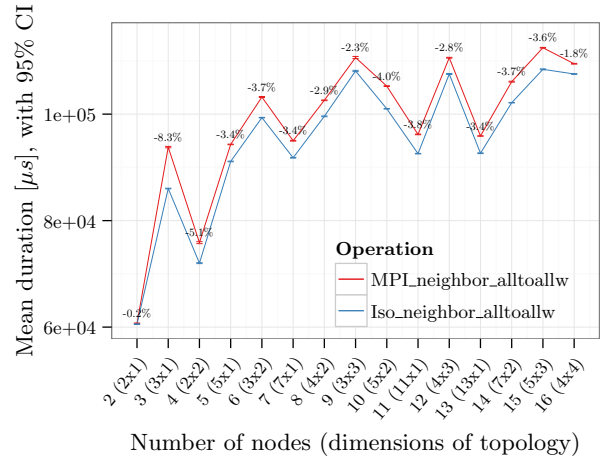 Mean duration [μs], with 95% CI
1e+05
8e+04
6e+04
-0.2%
-8.3%
-5.1%
-3.4%
-3.7%
-3.4%
-2.9%
-2.3%
-4.0%
-3.8%
-2.8%
-3.4%
-3.7%
-3.6%
-1.8%
Operation
MPI_neighbor_alltoallw
Iso_neighbor_alltoallw
2 (2x1)
3 (3x1)
4 (2x2)
5 (5x1)
6 (3x2)
7 (7x1)
8 (4x2)
9 (3x3)
10 (5x2)
11 (11x1)
12 (4x3)
13 (13x1)
14 (7x2)
15 (5x3)
16 (4x4)
Number of nodes (dimensions of topology)